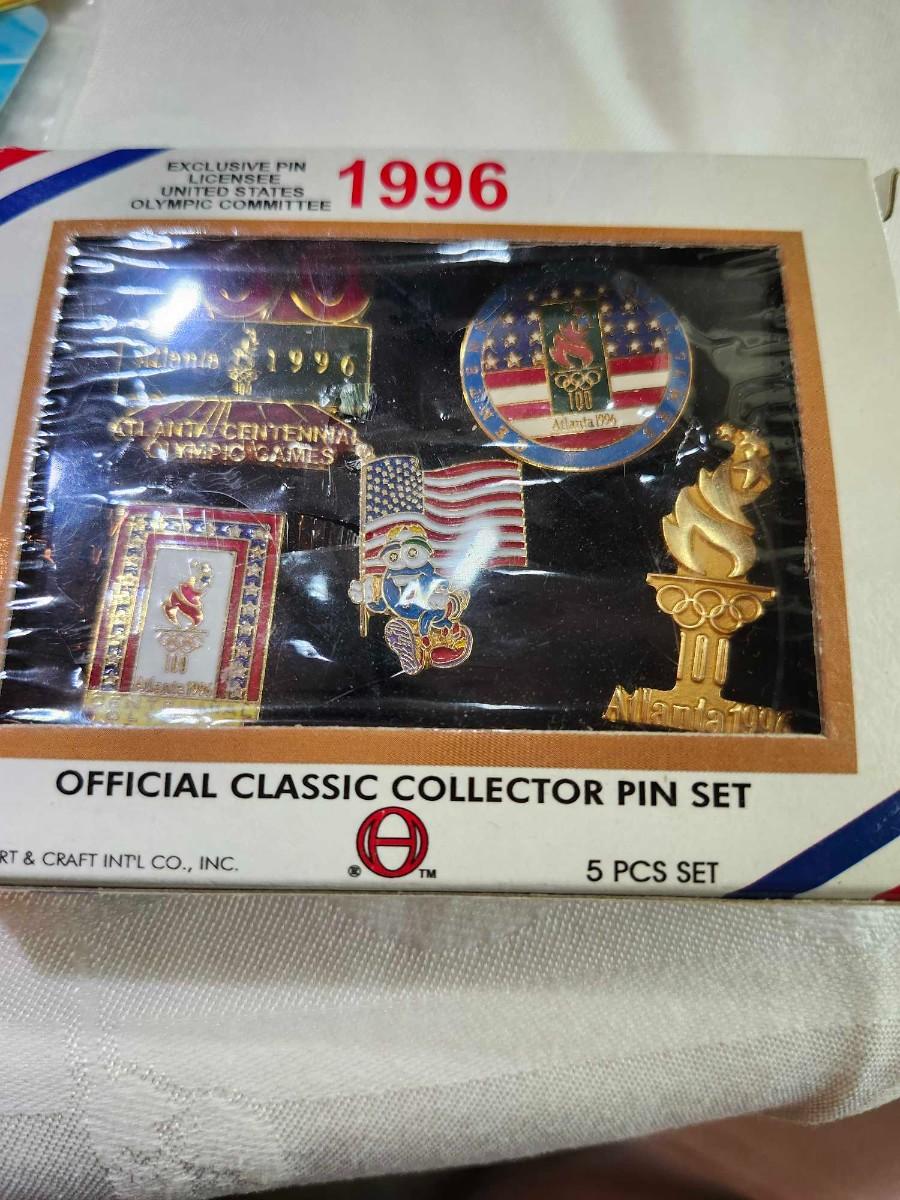 EXCLUSIVE PIN
LICENSEE
UNITED STATES
OLYMPIC COMMITTEE
1996
Atlanta 1996
ATLANTA CENTENNIAL
OLYMPIC GAMES
100
Atlanta 1996
100
Atlanta 1996
A
Atlanta 1996
OFFICIAL CLASSIC COLLECTOR PIN SET
RT & CRAFT INT'L CO., INC.
® TM
5 PCS SET